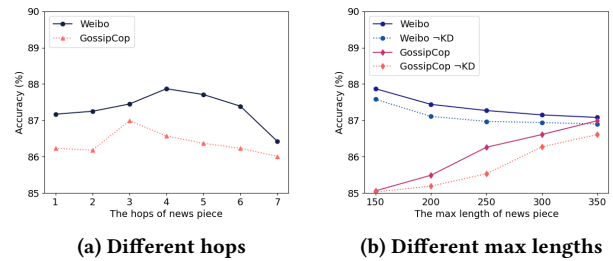 90
89
88
87
86
85
Accuracy (%)
Weibo
GossipCop
1 2 3 4 5 6 7
The hops of news piece
(a) Different hops
90
89
88
87
86
85
Accuracy (%)
Weibo
Weibo ¬KD
GossipCop
GossipCop ¬KD
150 200 250 300 350
The max length of news piece
(b) Different max lengths